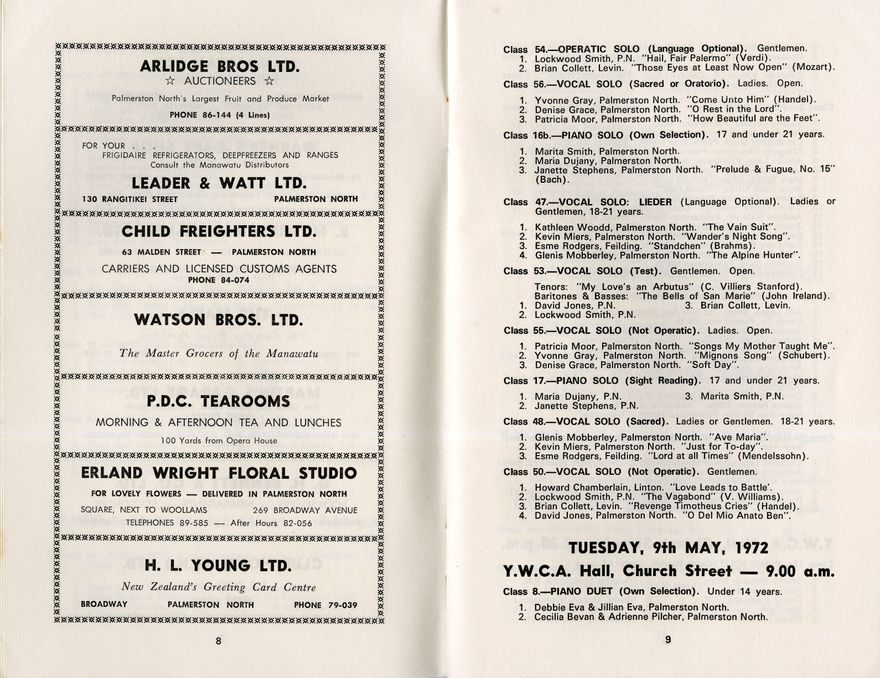 ARLIDGE BROS LTD.
☆ AUCTIONEERS ☆
Palmerston North's Largest Fruit and Produce Market
PHONE 86-144 (4 Lines)
FOR YOUR . . .
FRIGIDAIRE REFRIGERATORS, DEEPFREEZERS AND RANGES
Consult the Manawatu Distributors
LEADER & WATT LTD.
130 RANGITIKEI STREET PALMERSTON NORTH
CHILD FREIGHTERS LTD.
63 MALDEN STREET — PALMERSTON NORTH
CARRIERS AND LICENSED CUSTOMS AGENTS
PHONE 84-074
WATSON BROS. LTD.
The Master Grocers of the Manawatu
P.D.C. TEAROOMS
MORNING & AFTERNOON TEA AND LUNCHES
100 Yards from Opera House
ERLAND WRIGHT FLORAL STUDIO
FOR LOVELY FLOWERS — DELIVERED IN PALMERSTON NORTH
SQUARE, NEXT TO WOOLLAMS 269 BROADWAY AVENUE
TELEPHONES 89-585 — After Hours 82-056
H. L. YOUNG LTD.
New Zealand's Greeting Card Centre
BROADWAY PALMERSTON NORTH PHONE 79-039
8
Class 54.—OPERATIC SOLO (Language Optional). Gentlemen.
1. Lockwood Smith, P.N. "Hail, Fair Palermo" (Verdi).
2. Brian Collett, Levin. "Those Eyes at Least Now Open" (Mozart).
Class 56.—VOCAL SOLO (Sacred or Oratorio). Ladies. Open.
1. Yvonne Gray, Palmerston North. "Come Unto Him" (Handel).
2. Denise Grace, Palmerston North. "O Rest in the Lord".
3. Patricia Moor, Palmerston North. "How Beautiful are the Feet".
Class 16b.—PIANO SOLO (Own Selection). 17 and under 21 years.
1. Marita Smith, Palmerston North.
2. Maria Dujany, Palmerston North.
3. Janette Stephens, Palmerston North. "Prelude & Fugue, No. 15"
(Bach).
Class 47.—VOCAL SOLO: LIEDER (Language Optional). Ladies or
Gentlemen, 18-21 years.
1. Kathleen Woodd, Palmerston North. "The Vain Suit".
2. Kevin Miers, Palmerston North. "Wander's Night Song".
3. Esme Rodgers, Feilding. "Standchen" (Brahms).
4. Glenis Mobberley, Palmerston North. "The Alpine Hunter".
Class 53.—VOCAL SOLO (Test). Gentlemen. Open.
Tenors: "My Love's an Arbutus" (C. Villiers Stanford).
Baritones & Basses: "The Bells of San Marie" (John Ireland).
1. David Jones, P.N. 3. Brian Collett, Levin.
2. Lockwood Smith, P.N.
Class 55.—VOCAL SOLO (Not Operatic). Ladies. Open.
1. Patricia Moor, Palmerston North. "Songs My Mother Taught Me".
2. Yvonne Gray, Palmerston North. "Mignons Song" (Schubert).
3. Denise Grace, Palmerston North. "Soft Day".
Class 17.—PIANO SOLO (Sight Reading). 17 and under 21 years.
1. Maria Dujany, P.N. 3. Marita Smith, P.N.
2. Janette Stephens, P.N.
Class 48.—VOCAL SOLO (Sacred). Ladies or Gentlemen. 18-21 years.
1. Glenis Mobberley, Palmerston North. "Ave Maria".
2. Kevin Miers, Palmerston North. "Just for To-day".
3. Esme Rodgers, Feilding. "Lord at all Times" (Mendelssohn).
Class 50.—VOCAL SOLO (Not Operatic). Gentlemen.
1. Howard Chamberlain, Linton. "Love Leads to Battle'.
2. Lockwood Smith, P.N. "The Vagabond" (V. Williams).
3. Brian Collett, Levin. "Revenge Timotheus Cries" (Handel).
4. David Jones, Palmerston North. "O Del Mio Anato Ben".
TUESDAY, 9th MAY, 1972
Y.W.C.A. Hall, Church Street — 9.00 a.m.
Class 8.—PIANO DUET (Own Selection). Under 14 years.
1. Debbie Eva & Jillian Eva, Palmerston North.
2. Cecilia Bevan & Adrienne Pilcher, Palmerston North.
9